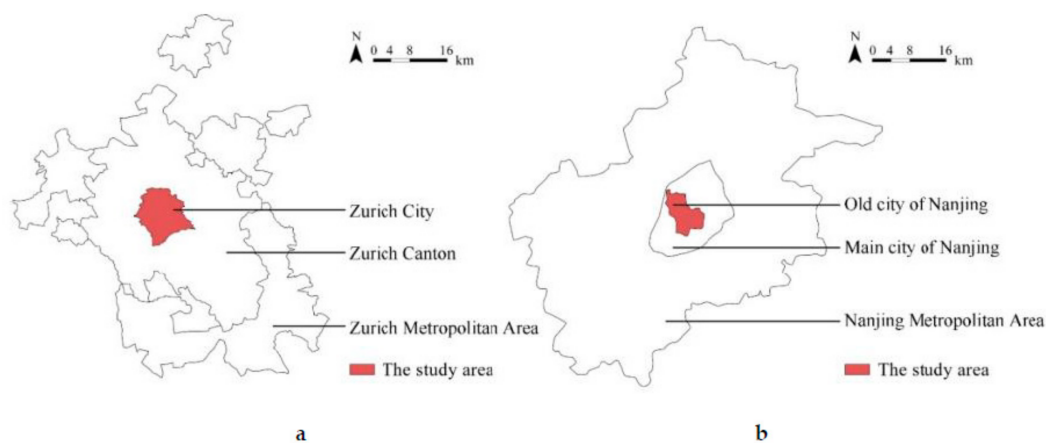 N
0 4 8 16
km
Zurich City
Zurich Canton
Zurich Metropolitan Area
The study area
a
N
0 4 8 16
km
Old city of Nanjing
Main city of Nanjing
Nanjing Metropolitan Area
The study area
b